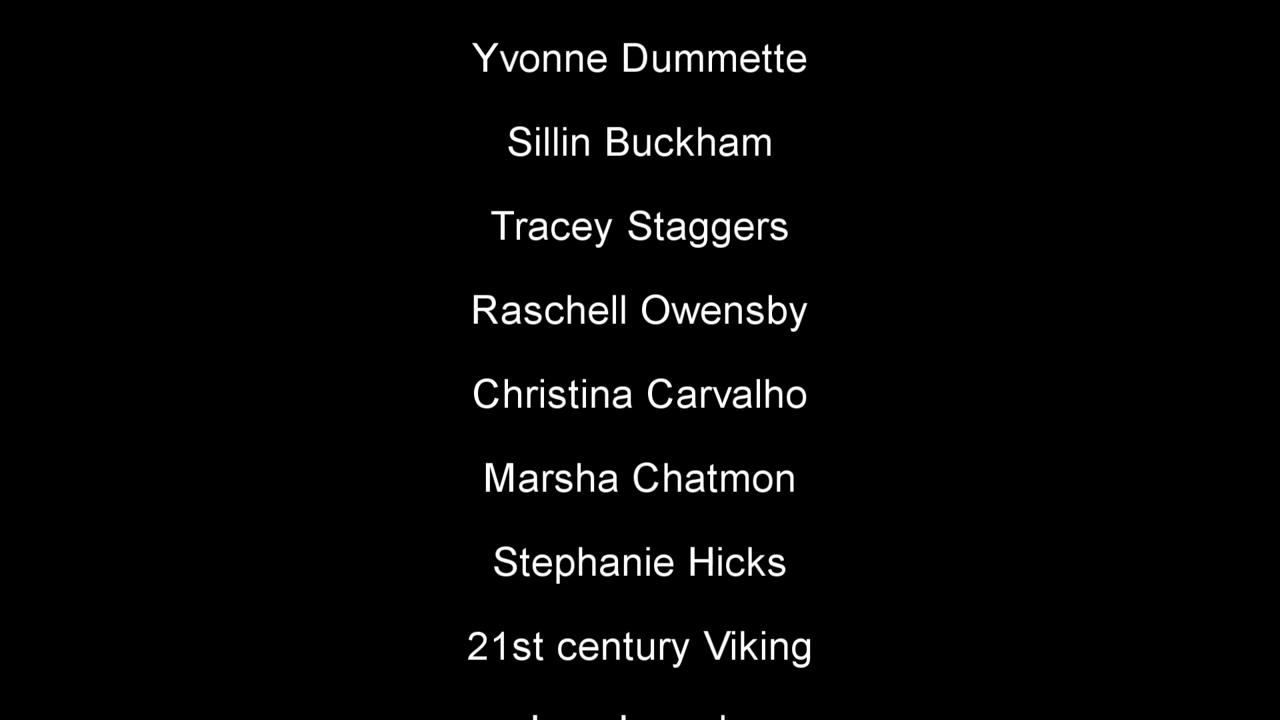 Yvonne Dummette
Sillin Buckham
Tracey Staggers
Raschell Owensby
Christina Carvalho
Marsha Chatmon
Stephanie Hicks
21st century Viking